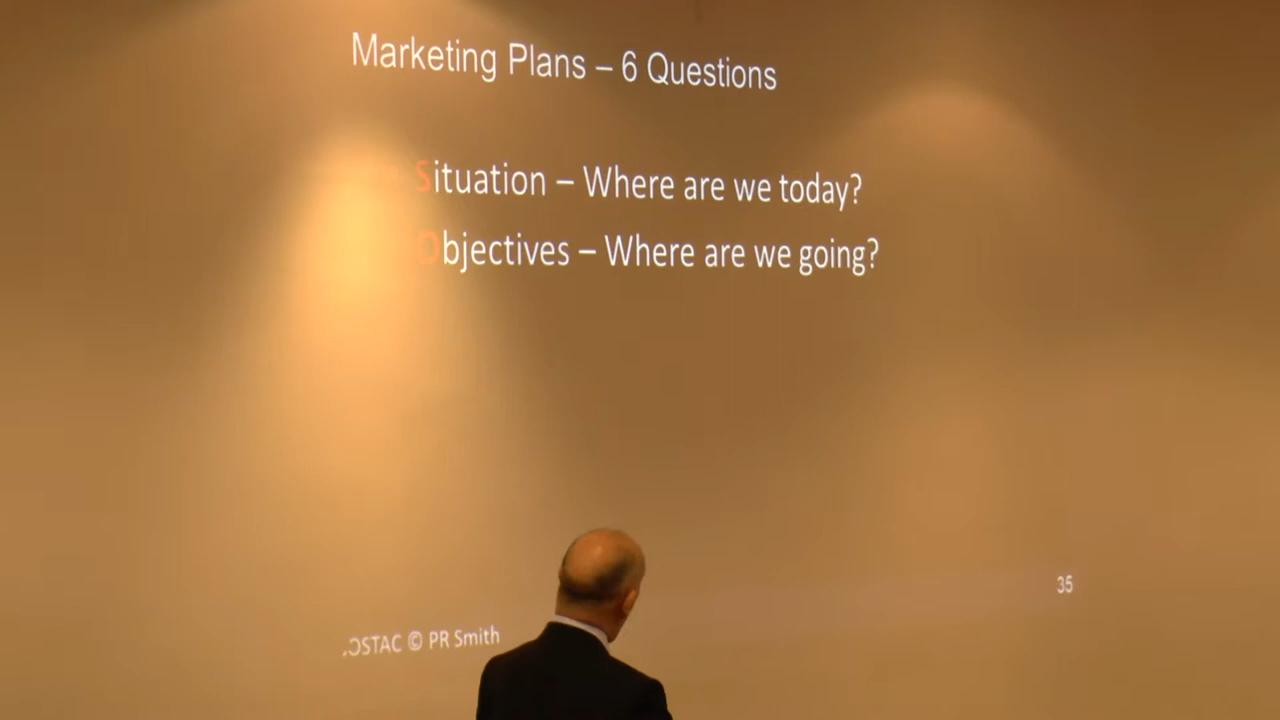 Marketing Plans – 6 Questions
Situation – Where are we today?
Objectives – Where are we going?
35
OSTAC © PR Smith